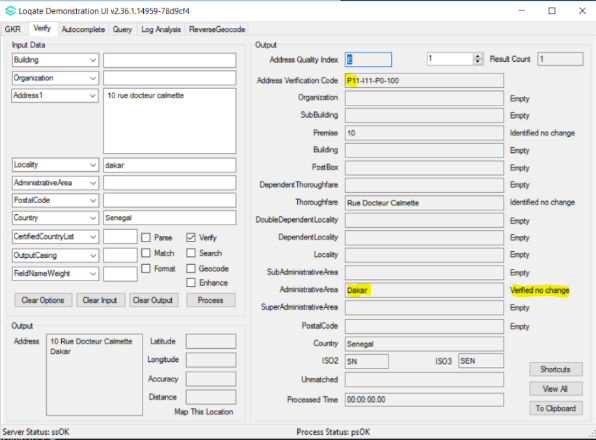 Loqate Demonstration UI v2.36.1.14959-78d9cf4
GKR Verify Autocomplete Query Log Analysis ReverseGeocode
Input Data
Building
Organization
Address1 10 rue docteur calmette
Locality dakar
AdministrativeArea
PostalCode
Country Senegal
CertifiedCountryList Parse Verify
OutputCasing Match Search
FieldNameWeight Format Geocode
Enhance
Clear Options Clear Input Clear Output Process
Output
Address 10 Rue Docteur Calmette
Dakar
Latitude
Longitude
Accuracy
Distance
Map This Location
Output
Address Quality Index E 1 Result Count 1
Address Verification Code P11-I11-P0-100
Organization Empty
SubBuilding Empty
Premise 10 Identified no change
Building Empty
PostBox Empty
DependentThoroughfare Empty
Thoroughfare Rue Docteur Calmette Identified no change
DoubleDependentLocality Empty
DependentLocality Empty
Locality Empty
SubAdministrativeArea Empty
AdministrativeArea Dakar Verified no change
SuperAdministrativeArea Empty
PostalCode Empty
Country Senegal
ISO2 SN ISO3 SEN
Unmatched
Processed Time 00:00:00.00
Shortcuts
View All
To Clipboard
Server Status: ssOK Process Status: psOK